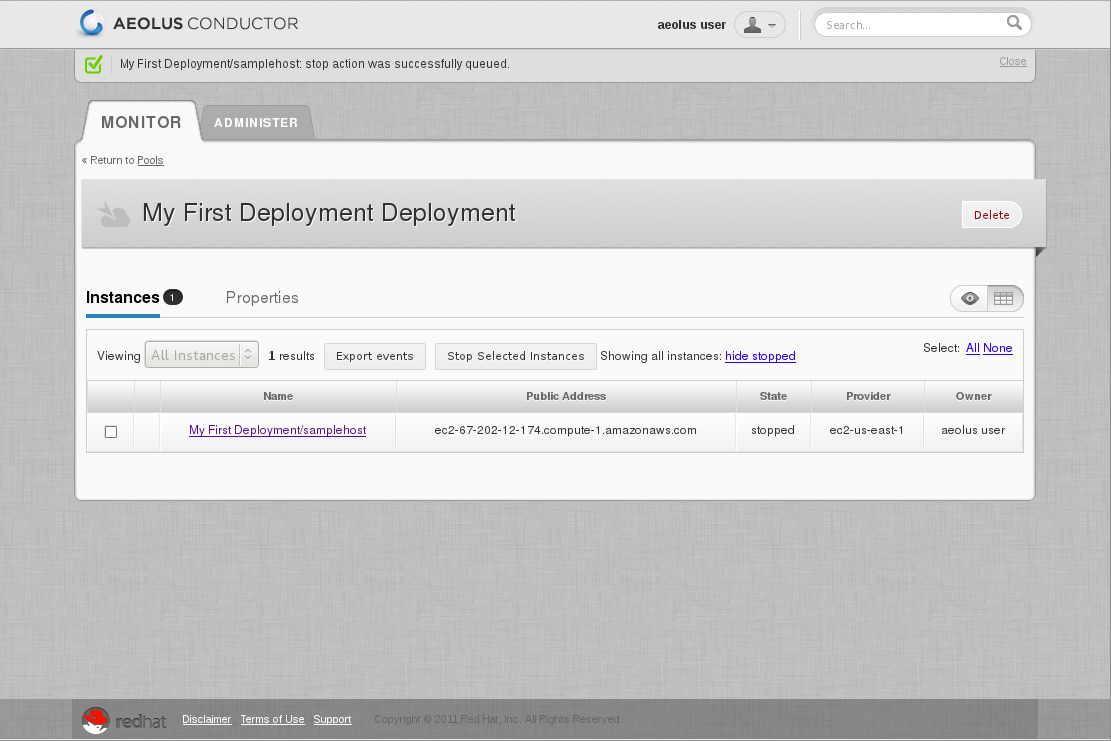 AEOLUS CONDUCTOR
aeolus user
Search...
My First Deployment/samplehost: stop action was successfully queued.
Close
MONITOR
ADMINISTER
« Return to Pools
My First Deployment Deployment
Delete
Instances 1
Properties
Viewing All Instances 1 results Export events Stop Selected Instances Showing all instances: hide stopped
Select: All None
Name Public Address State Provider Owner
My First Deployment/samplehost ec2-67-202-12-174.compute-1.amazonaws.com stopped ec2-us-east-1 aeolus user
redhat Disclaimer Terms of Use Support Copyright © 2011 Red Hat, Inc. All Rights Reserved.